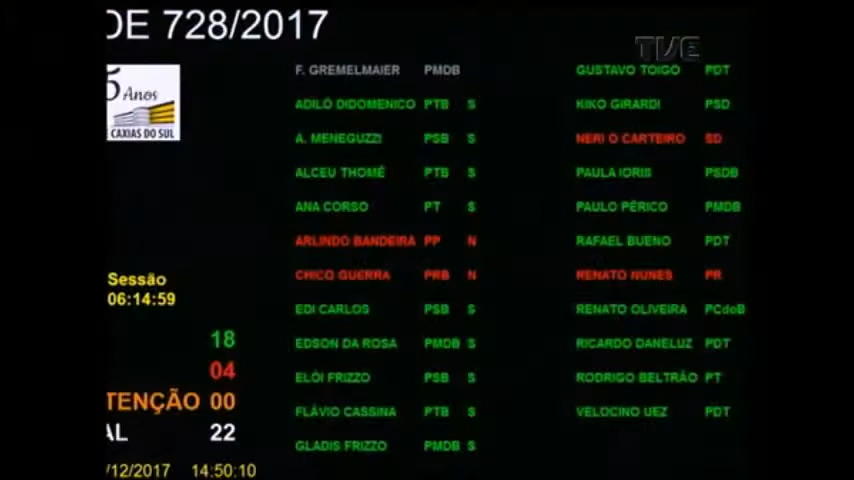 DE 728/2017
TVE
5 Anos
CAXIAS DO SUL
F. GREMELMAIER PMDB
ADILÓ DIDOMENICO PTB S
A. MENEGUZZI PSB S
ALCEU THOMÉ PTB S
ANA CORSO PT S
ARLINDO BANDEIRA PP N
CHICO GUERRA PRB N
EDI CARLOS PSB S
EDSON DA ROSA PMDB S
ELÓI FRIZZO PSB S
FLÁVIO CASSINA PTB S
GLADIS FRIZZO PMDB S
GUSTAVO TOIGO PDT
KIKO GIRARDI PSD
NERI O CARTEIRO SD
PAULA IORIS PSDB
PAULO PÉRICO PMDB
RAFAEL BUENO PDT
RENATO NUNES PR
RENATO OLIVEIRA PCdoB
RICARDO DANELUZ PDT
RODRIGO BELTRÃO PT
VELOCINO UEZ PDT
Sessão
06:14:59
18
04
TENÇÃO 00
AL 22
/12/2017 14:50:10